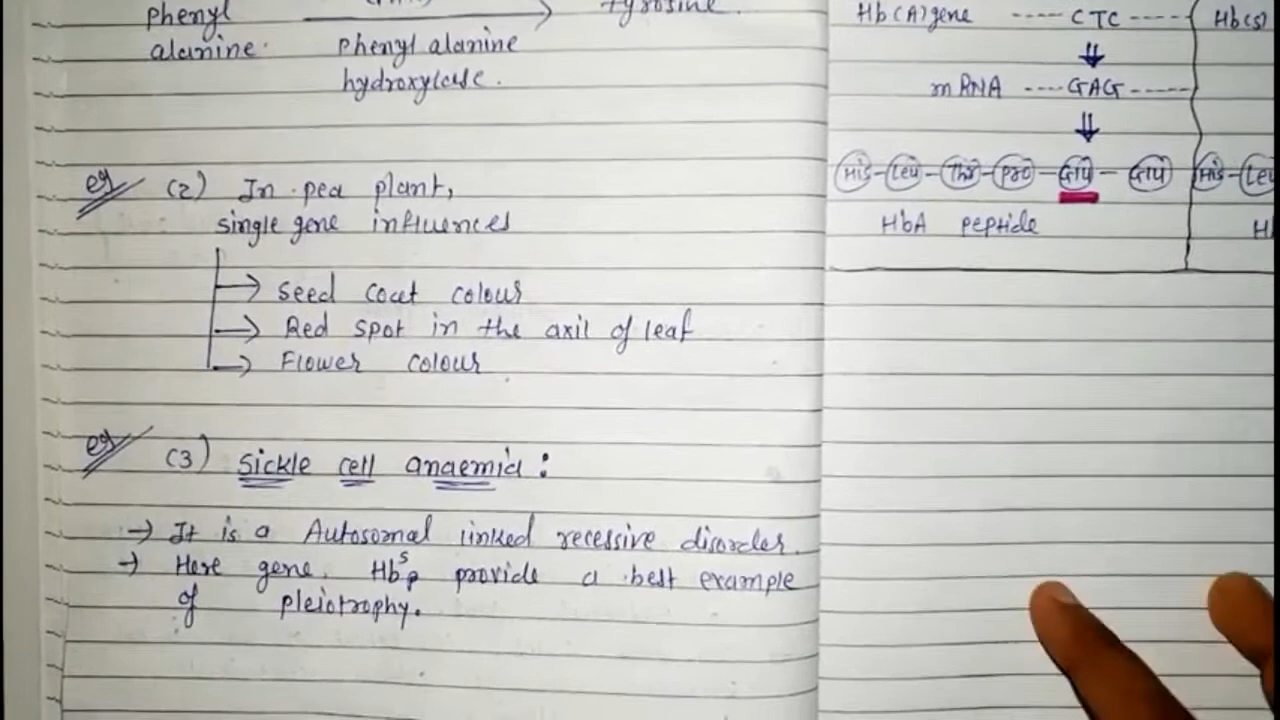 phenyl tyrosine.
alanine. Phenyl alanine
hydroxylase.
eg (2) In pea plant,
single gene influences
→ Seed coat colour
→ Red spot in the axil of leaf
→ Flower colour
eg (3) Sickle cell anaemia :
→ It is a Autosomal linked recessive disorder.
→ Here gene. Hb^s_p provide a best example
of pleiotrophy.
Hb(A)gene ---- CTC ---- Hb(s)
⇓
mRNA ----GAG-----
⇓
His-Leu-Thr-Pro-Glu-Glu His-Leu
HbA peptide H